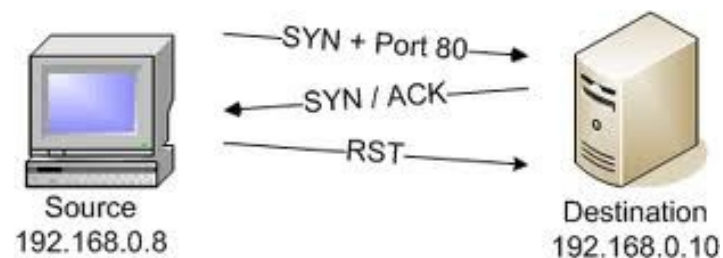 SYN + Port 80
SYN / ACK
RST
Source
192.168.0.8
Destination
192.168.0.10